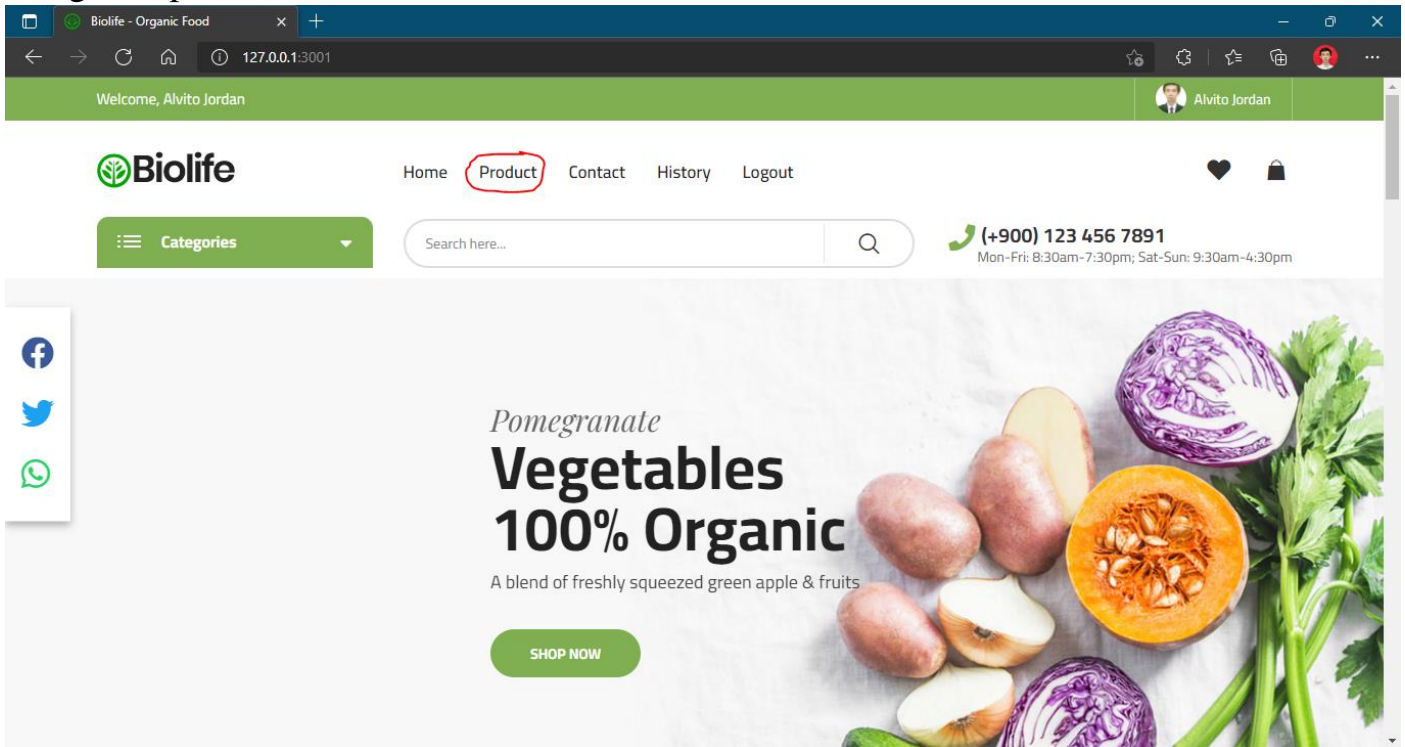 Biolife - Organic Food
127.0.0.1:3001
Welcome, Alvito Jordan
Alvito Jordan
Biolife
Home Product Contact History Logout
Categories
Search here...
(+900) 123 456 7891
Mon-Fri: 8:30am-7:30pm; Sat-Sun: 9:30am-4:30pm
Pomegranate
Vegetables
100% Organic
A blend of freshly squeezed green apple & fruits
SHOP NOW